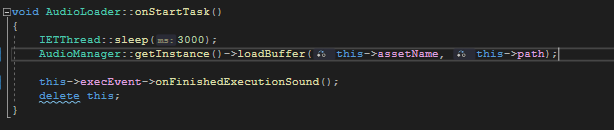 void AudioLoader::onStartTask()
{
IETThread::sleep(ms:3000);
AudioManager::getInstance()->loadBuffer(this->assetName, this->path);
this->execEvent->onFinishedExecutionSound();
delete this;
}